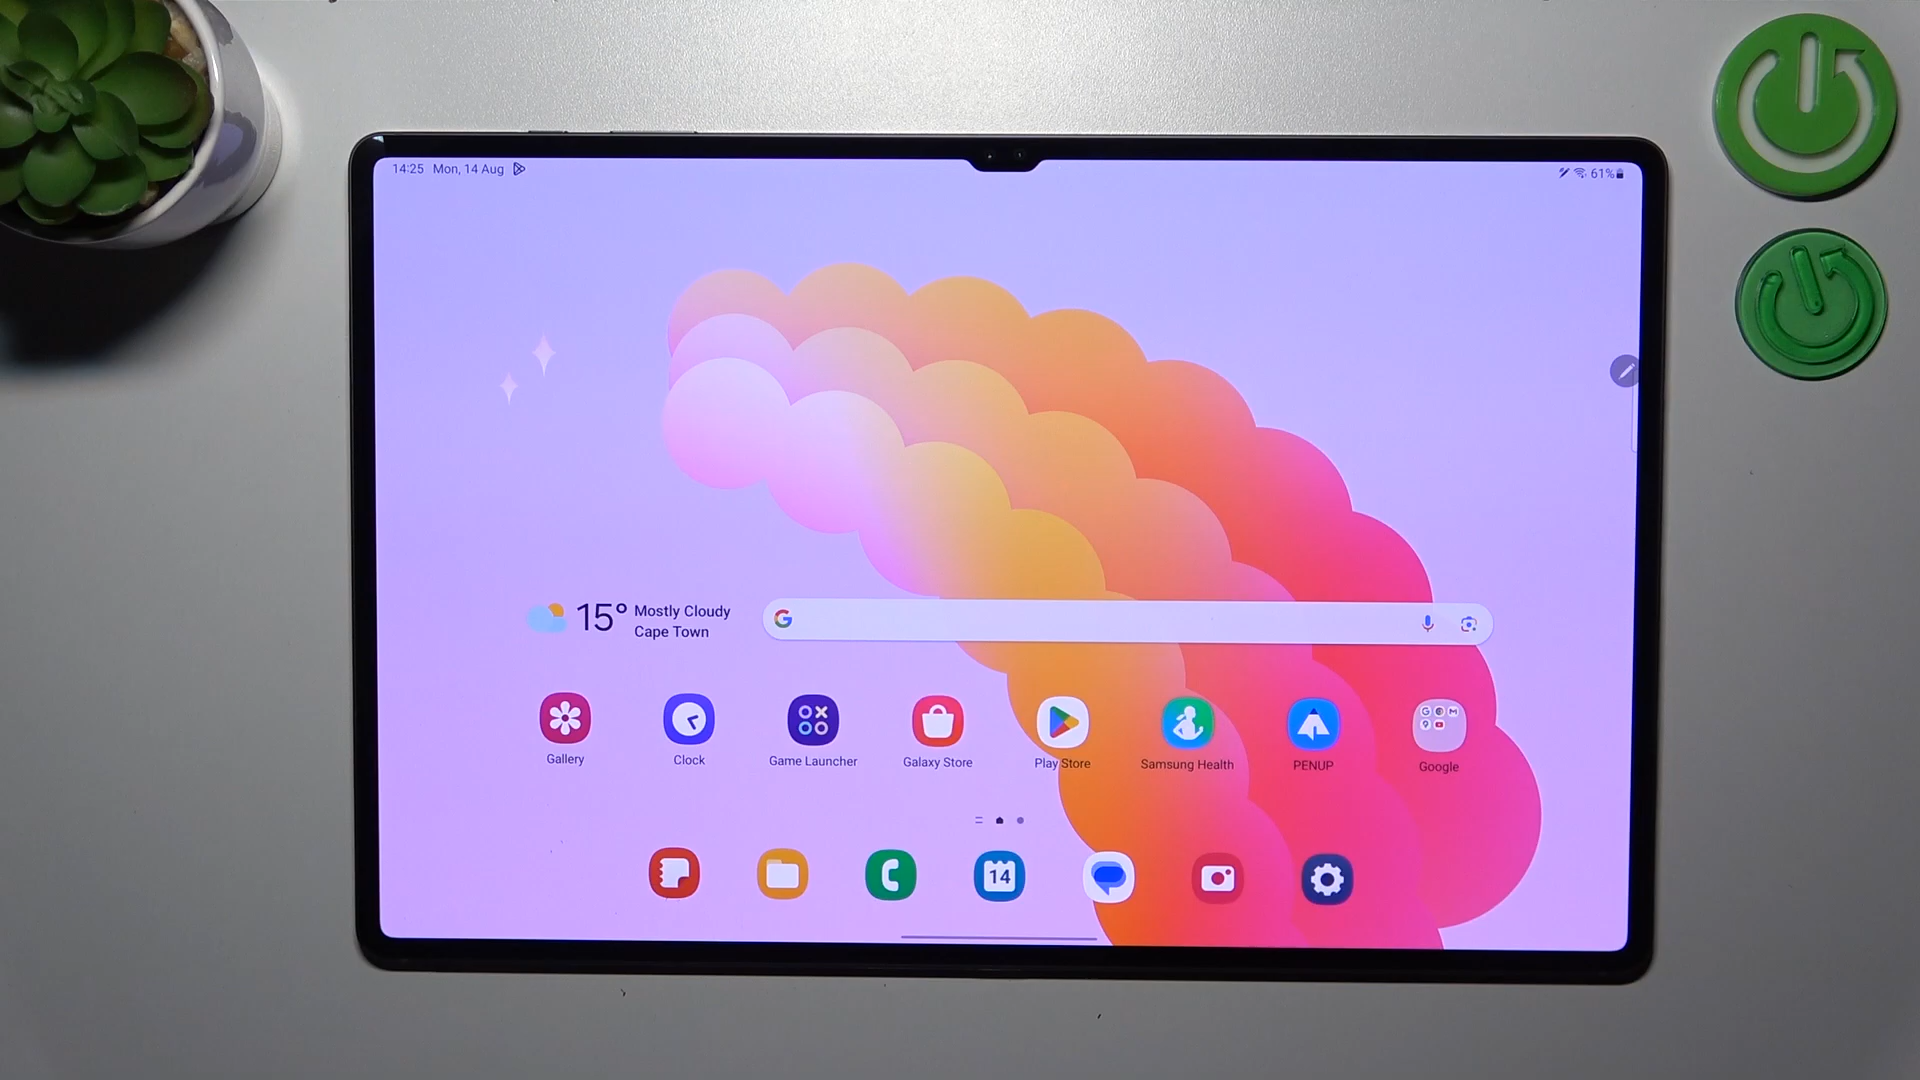 14:25 Mon, 14 Aug
61%
15° Mostly Cloudy
Cape Town
Gallery
Clock
Game Launcher
Galaxy Store
Play Store
Samsung Health
PENUP
Google
14